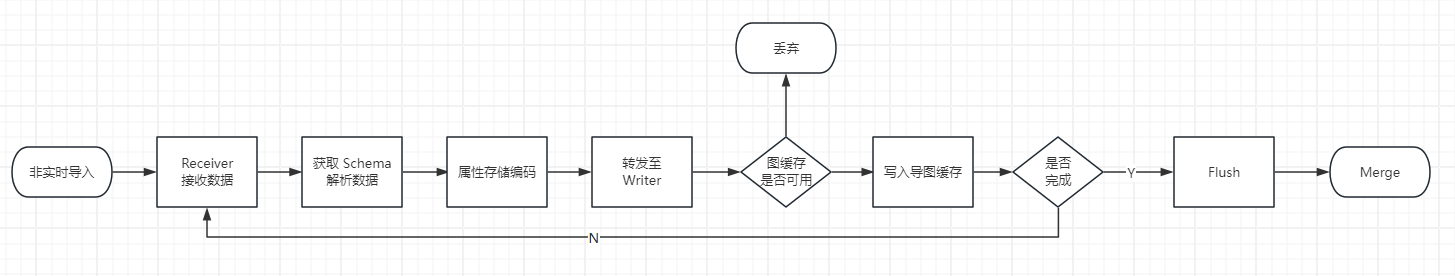 丢弃
非实时导入
Receiver
接收数据
获取 Schema
解析数据
属性存储编码
转发至
Writer
图缓存
是否可用
写入导图缓存
是否
完成
Y
Flush
Merge
N